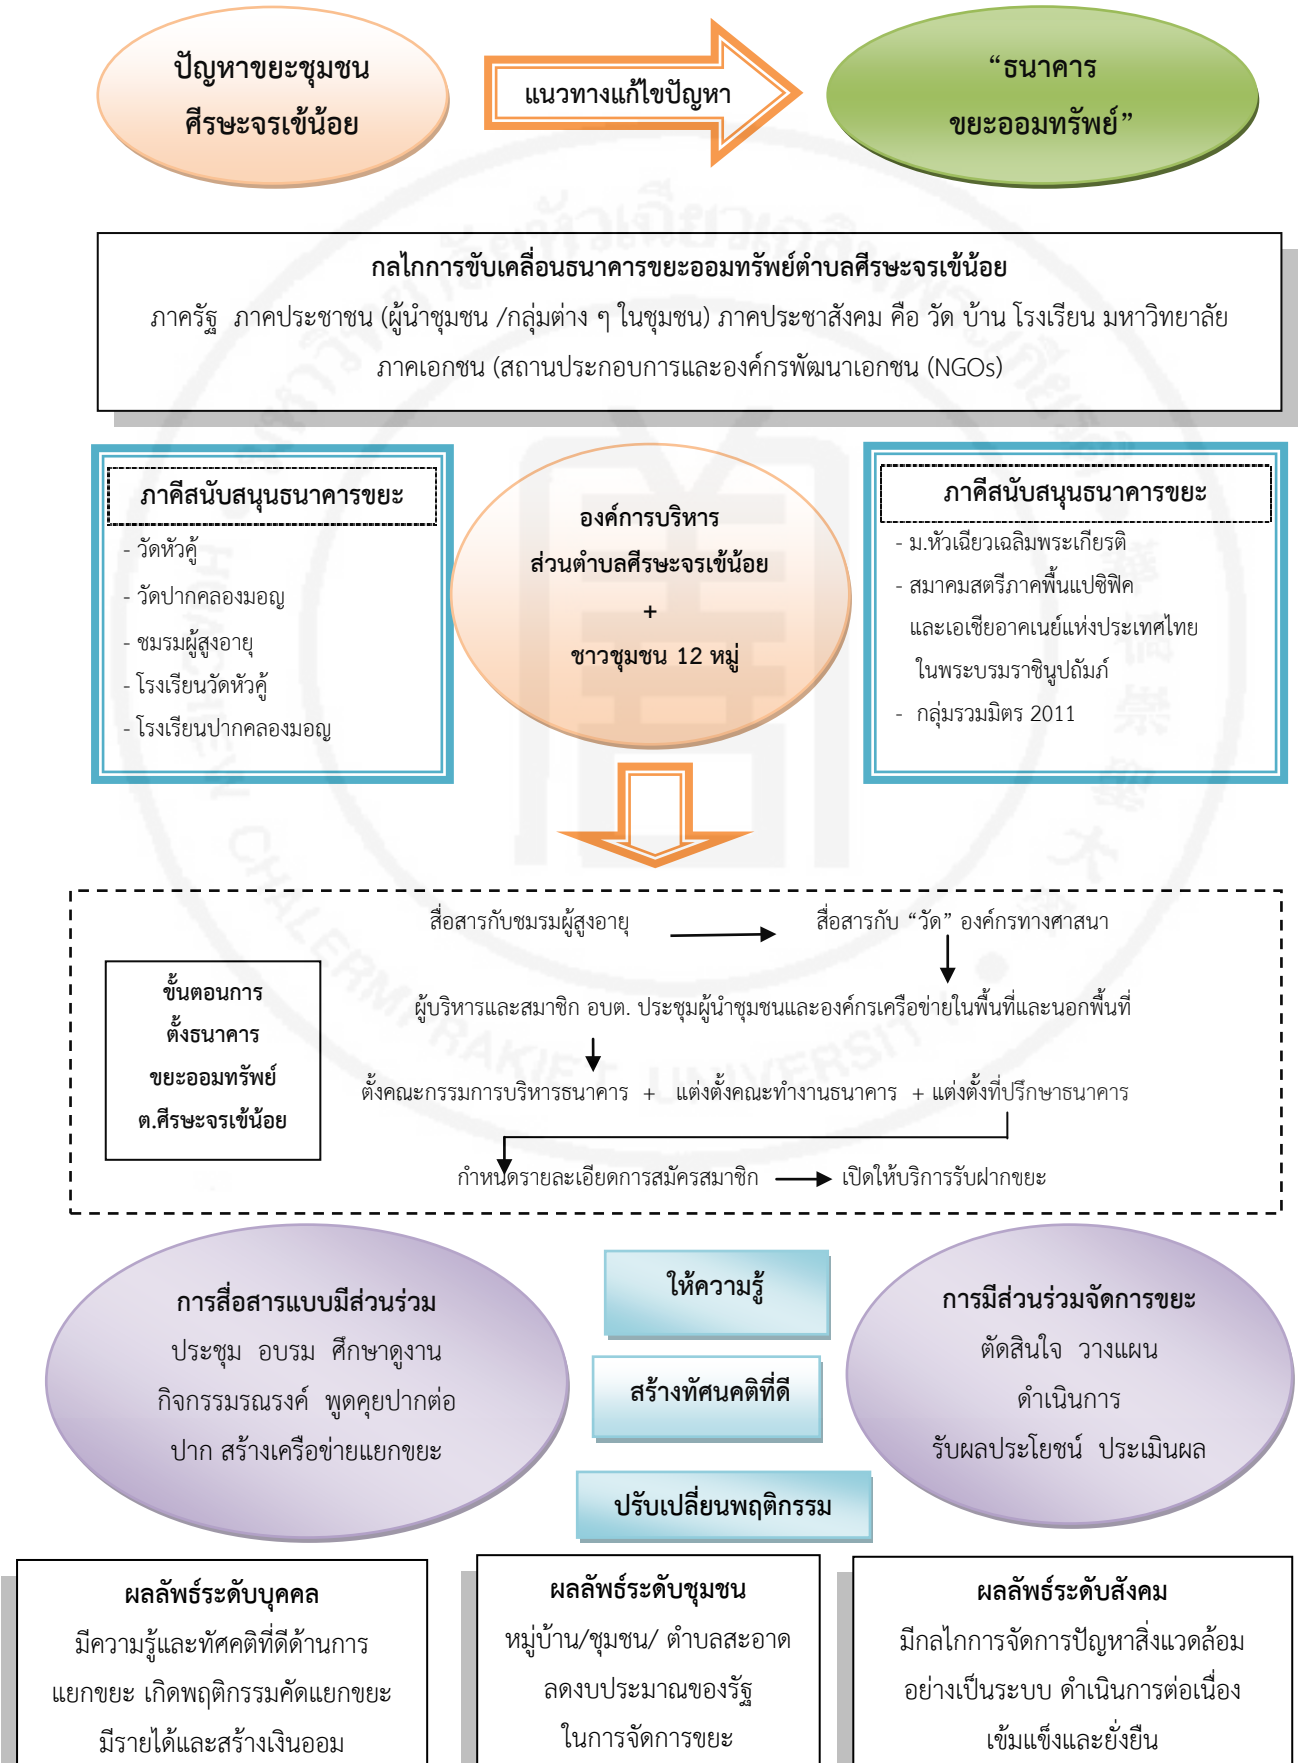 ปัญหาขยะชุมชน
ศีรษะจรเข้น้อย
แนวทางแก้ไขปัญหา
“ธนาคาร
ขยะออมทรัพย์”
กลไกการขับเคลื่อนธนาคารขยะออมทรัพย์ตำบลศีรษะจรเข้น้อย
ภาครัฐ ภาคประชาชน (ผู้นำชุมชน /กลุ่มต่าง ๆ ในชุมชน) ภาคประชาสังคม คือ วัด บ้าน โรงเรียน มหาวิทยาลัย
ภาคเอกชน (สถานประกอบการและองค์กรพัฒนาเอกชน (NGOs)
ภาคีสนับสนุนธนาคารขยะ
- วัดหัวคู้
- วัดปากคลองมอญ
- ชมรมผู้สูงอายุ
- โรงเรียนวัดหัวคู้
- โรงเรียนปากคลองมอญ
องค์การบริหาร
ส่วนตำบลศีรษะจรเข้น้อย
+
ชาวชุมชน 12 หมู่
ภาคีสนับสนุนธนาคารขยะ
- ม.หัวเฉียวเฉลิมพระเกียรติ
- สมาคมสตรีภาคพื้นแปซิฟิค
และเอเชียอาคเนย์แห่งประเทศไทย
ในพระบรมราชินูปถัมภ์
- กลุ่มรวมมิตร 2011
สื่อสารกับชมรมผู้สูงอายุ
สื่อสารกับ “วัด” องค์กรทางศาสนา
ขั้นตอนการ
ตั้งธนาคาร
ขยะออมทรัพย์
ต.ศีรษะจรเข้น้อย
ผู้บริหารและสมาชิก อบต. ประชุมผู้นำชุมชนและองค์กรเครือข่ายในพื้นที่และนอกพื้นที่
ตั้งคณะกรรมการบริหารธนาคาร + แต่งตั้งคณะทำงานธนาคาร + แต่งตั้งที่ปรึกษาธนาคาร
กำหนดรายละเอียดการสมัครสมาชิก
เปิดให้บริการรับฝากขยะ
การสื่อสารแบบมีส่วนร่วม
ประชุม อบรม ศึกษาดูงาน
กิจกรรมรณรงค์ พูดคุยปากต่อ
ปาก สร้างเครือข่ายแยกขยะ
ให้ความรู้
สร้างทัศนคติที่ดี
ปรับเปลี่ยนพฤติกรรม
การมีส่วนร่วมจัดการขยะ
ตัดสินใจ วางแผน
ดำเนินการ
รับผลประโยชน์ ประเมินผล
ผลลัพธ์ระดับบุคคล
มีความรู้และทัศคติที่ดีด้านการ
แยกขยะ เกิดพฤติกรรมคัดแยกขยะ
มีรายได้และสร้างเงินออม
ผลลัพธ์ระดับชุมชน
หมู่บ้าน/ชุมชน/ ตำบลสะอาด
ลดงบประมาณของรัฐ
ในการจัดการขยะ
ผลลัพธ์ระดับสังคม
มีกลไกการจัดการปัญหาสิ่งแวดล้อม
อย่างเป็นระบบ ดำเนินการต่อเนื่อง
เข้มแข็งและยั่งยืน